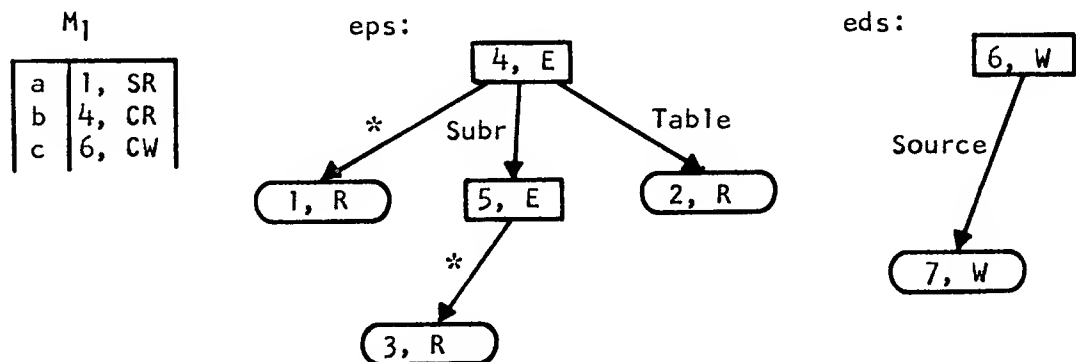 M1
a 1, SR
b 4, CR
c 6, CW
eps:
4, E
* Subr Table
1, R 5, E 2, R
*
3, R
eds:
6, W
Source
7, W